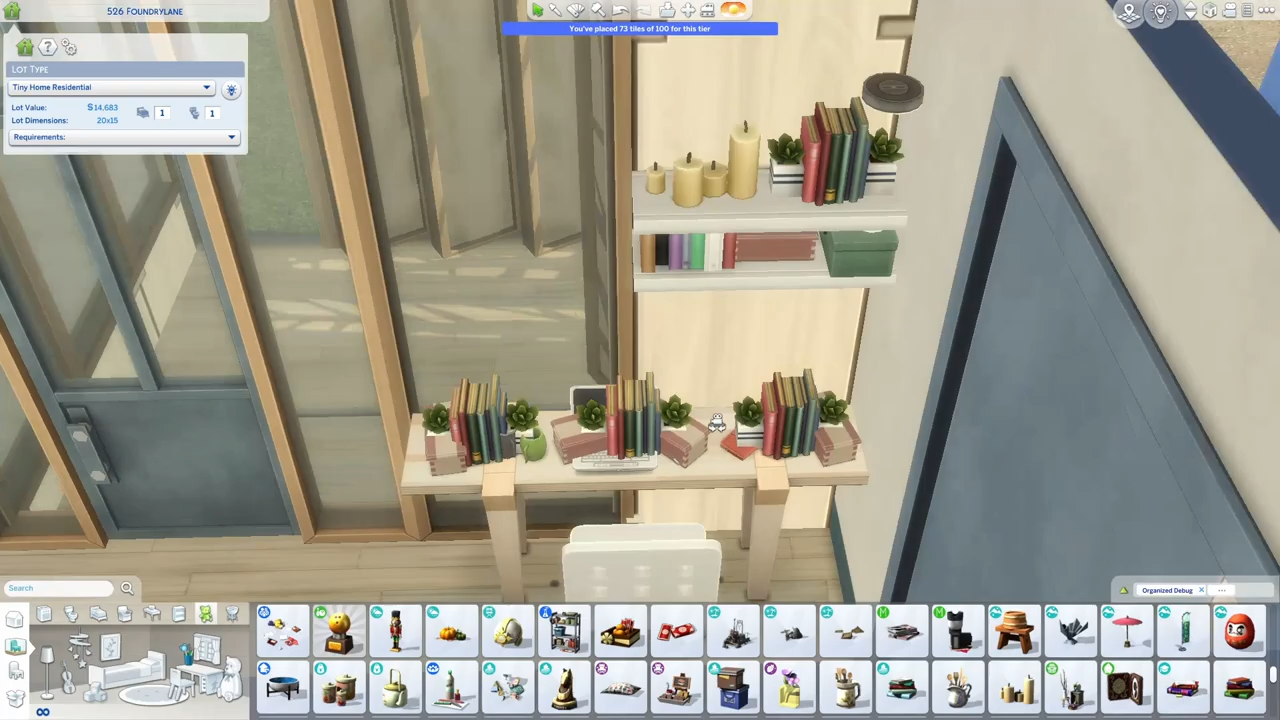 526 FOUNDRYLANE
You've placed 73 tiles of 100 for this tier
LOT TYPE
Tiny Home Residential
Lot Value: $14,683
1
1
Lot Dimensions: 20x15
Requirements:
Search
Organized Debug